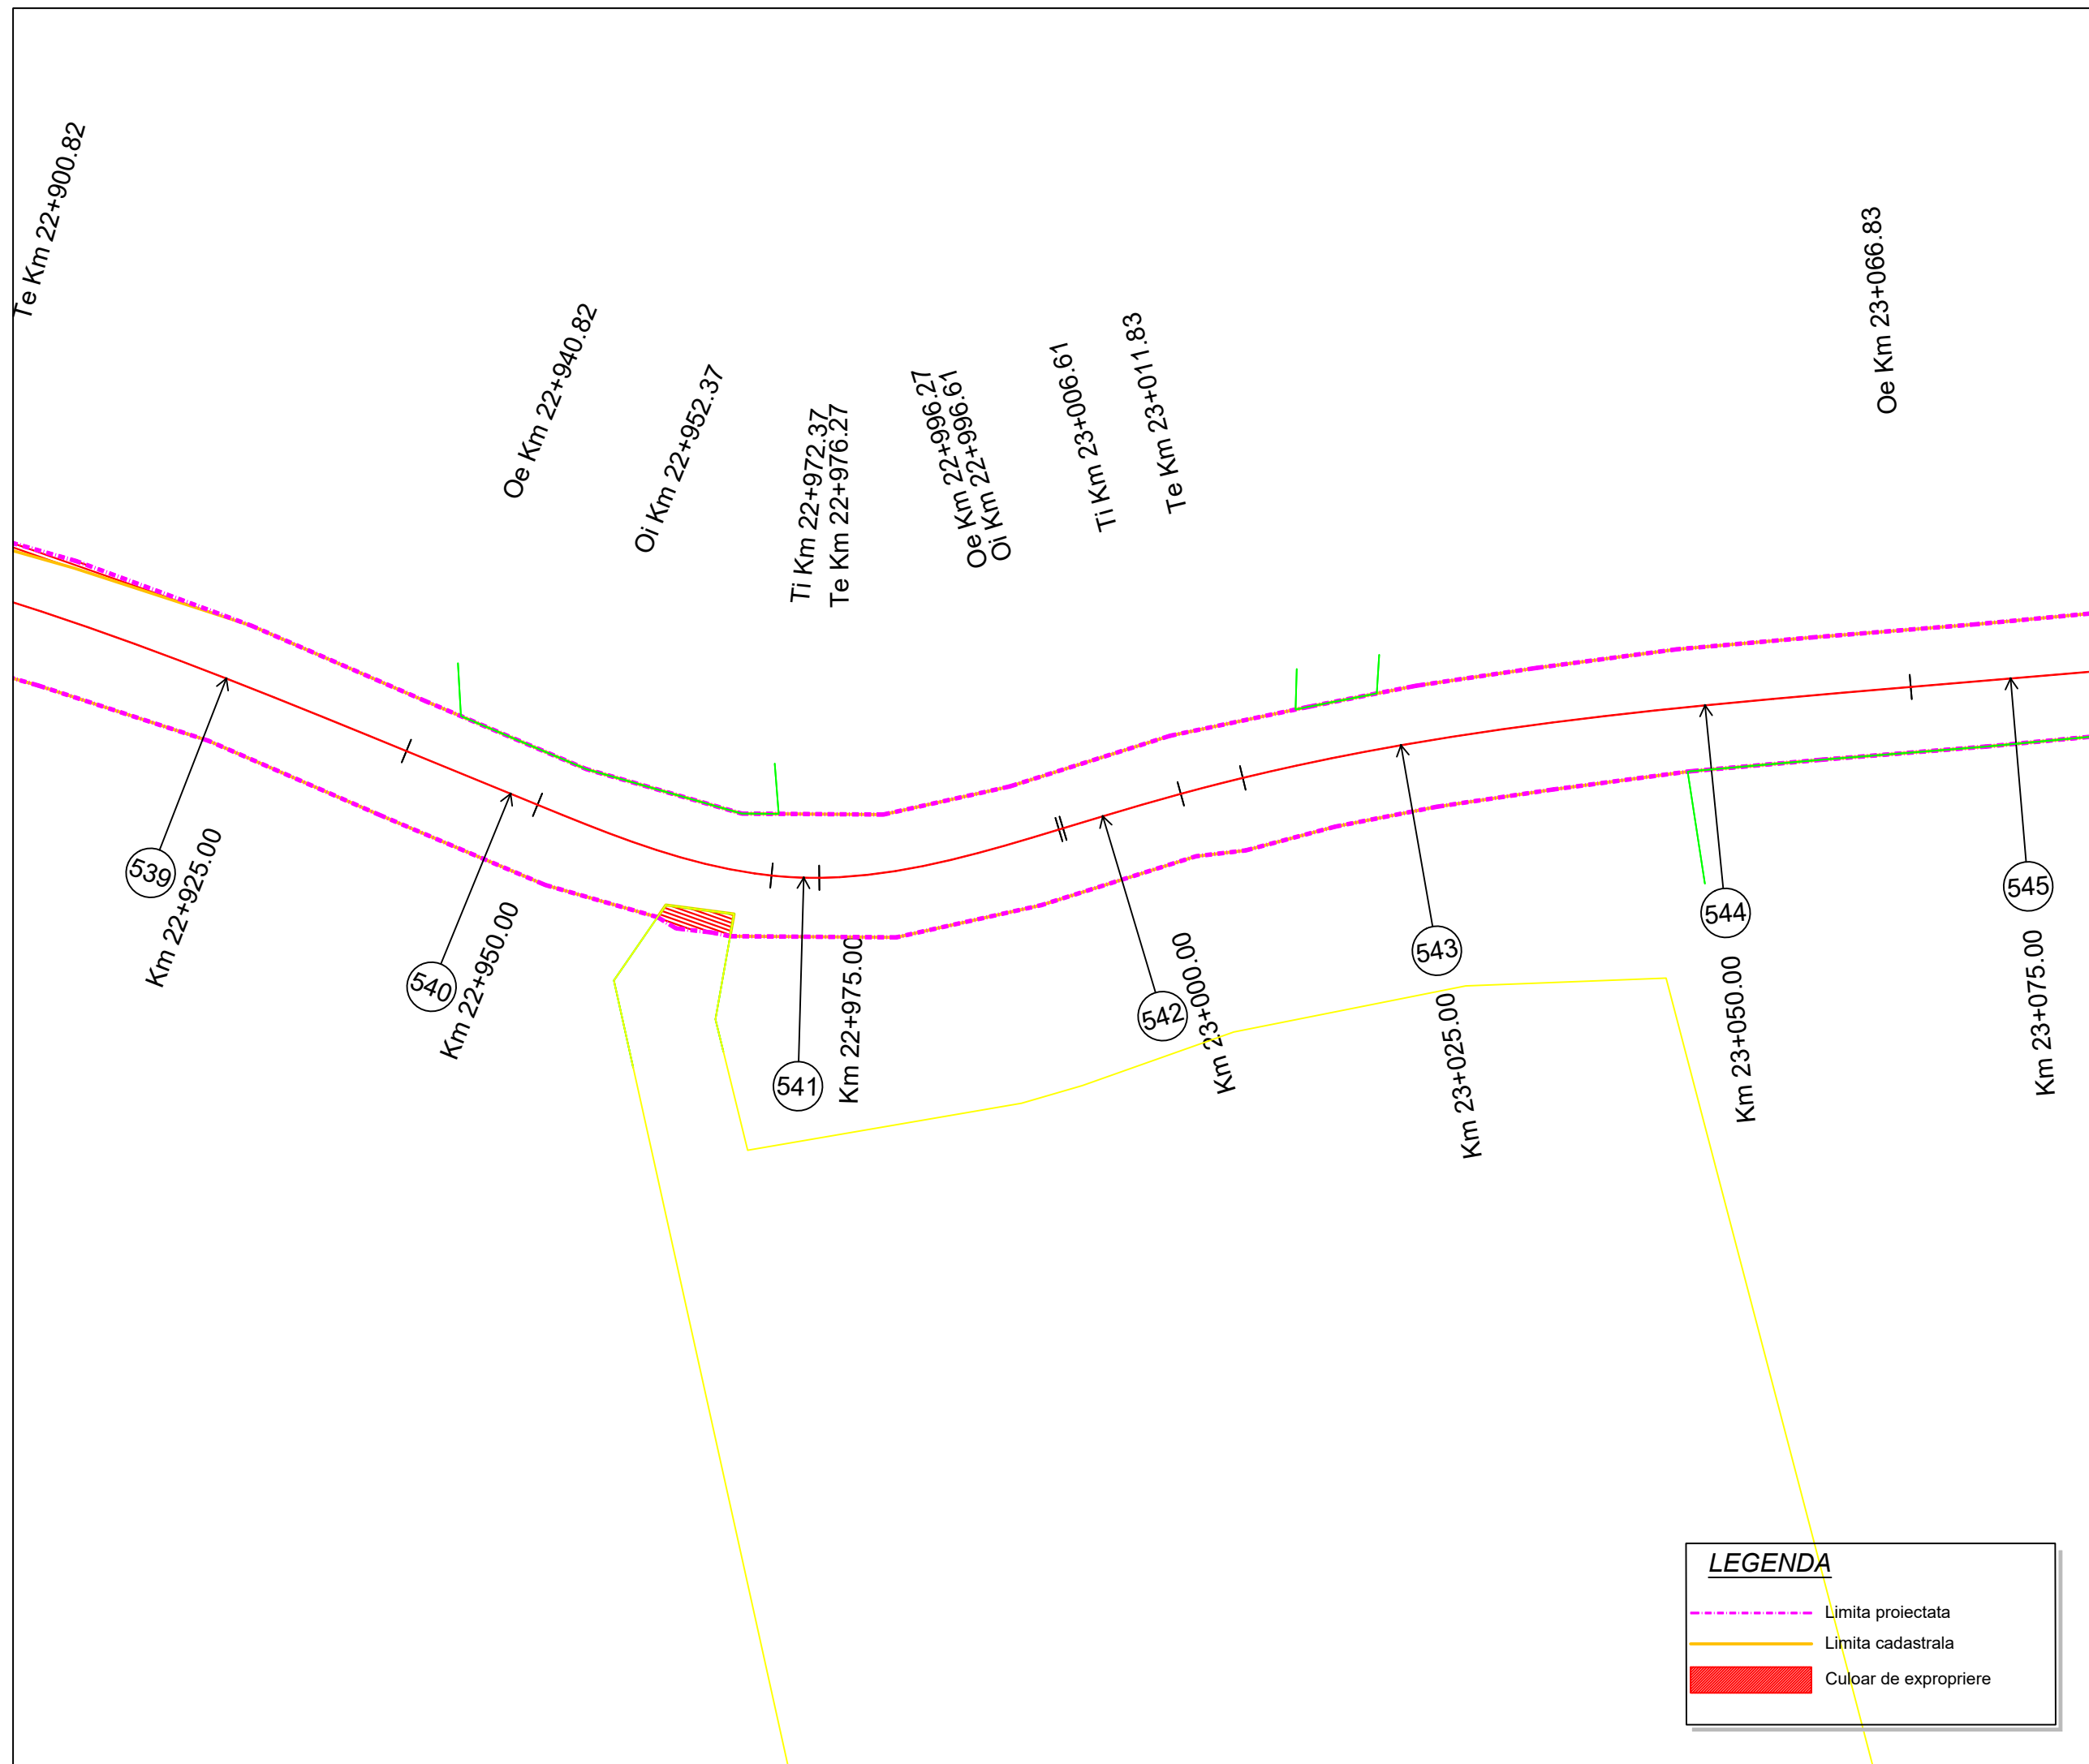 Te Km 22+900.82
Oe Km 22+940.82
Oi Km 22+952.37
Ti Km 22+972.37
Te Km 22+976.27
Oe Km 22+996.27
Oi Km 22+996.61
Ti Km 23+006.61
Te Km 23+011.83
Oe Km 23+066.83
539
Km 22+925.00
540
Km 22+950.00
541
Km 22+975.00
542
Km 23+000.00
543
Km 23+025.00
544
Km 23+050.00
545
Km 23+075.00
LEGENDA
Limita proiectata
Limita cadastrala
Culoar de expropriere